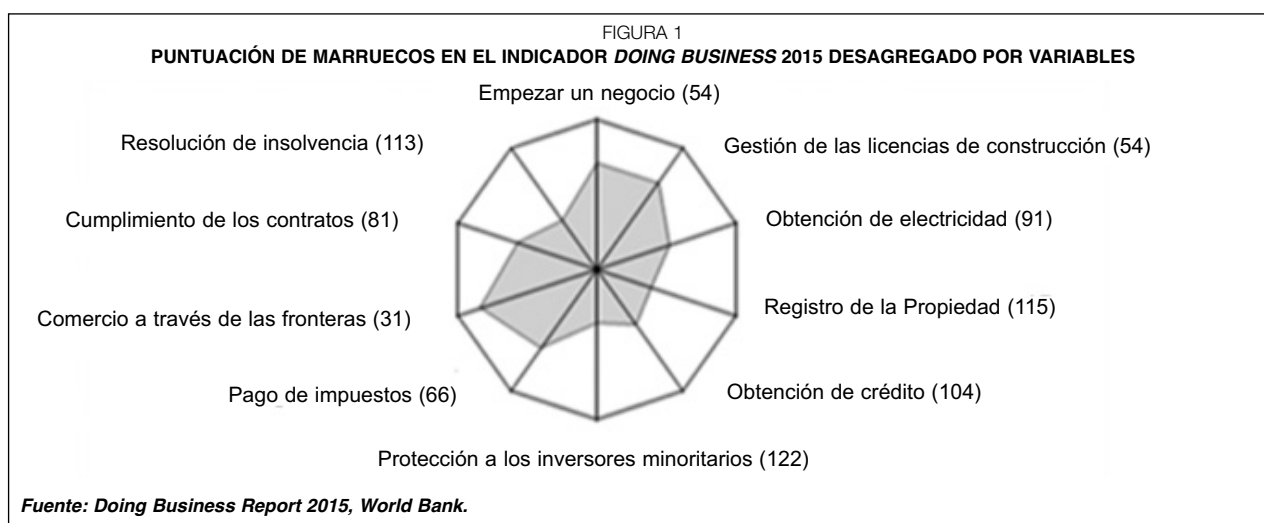 FIGURA 1
PUNTUACIÓN DE MARRUECOS EN EL INDICADOR DOING BUSINESS 2015 DESAGREGADO POR VARIABLES
Empezar un negocio (54)
Resolución de insolvencia (113)
Gestión de las licencias de construcción (54)
Cumplimiento de los contratos (81)
Obtención de electricidad (91)
Comercio a través de las fronteras (31)
Registro de la Propiedad (115)
Pago de impuestos (66)
Obtención de crédito (104)
Protección a los inversores minoritarios (122)
Fuente: Doing Business Report 2015, World Bank.